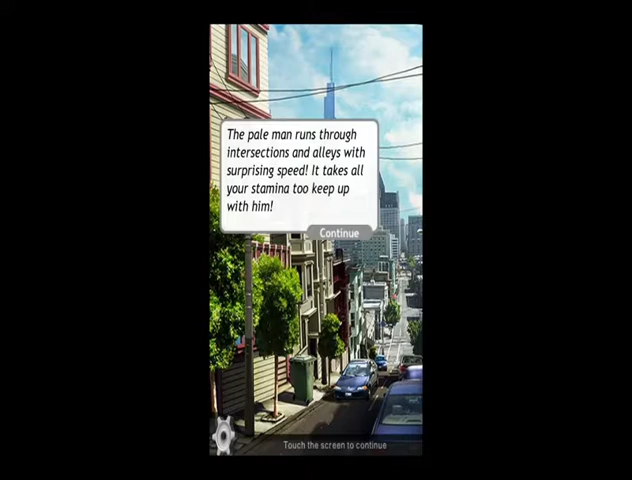 The pale man runs through
intersections and alleys with
surprising speed! It takes all
your stamina too keep up
with him!
Continue
Touch the screen to continue